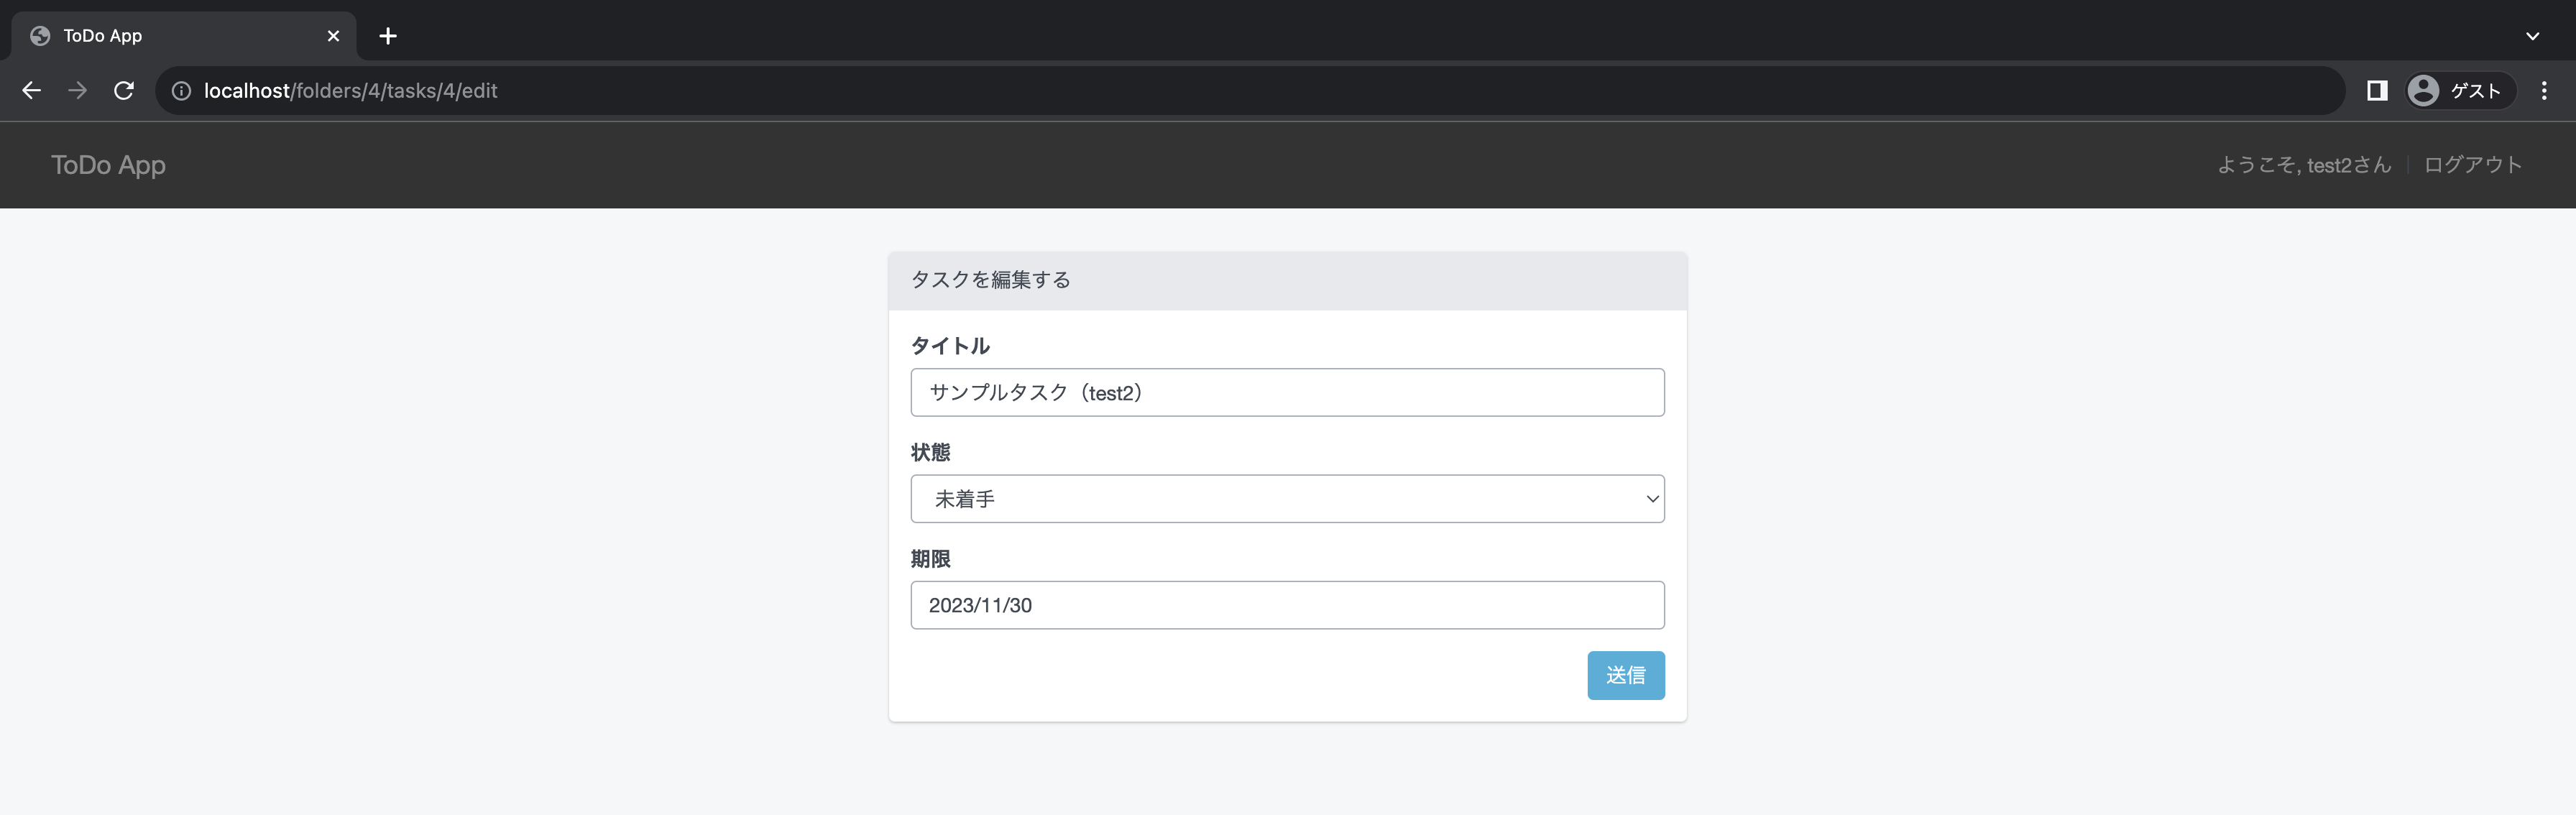 ToDo App
localhost/folders/4/tasks/4/edit
ゲスト
ToDo App
ようこそ, test2さん
ログアウト
タスクを編集する
タイトル
サンプルタスク（test2）
状態
未着手
期限
2023/11/30
送信